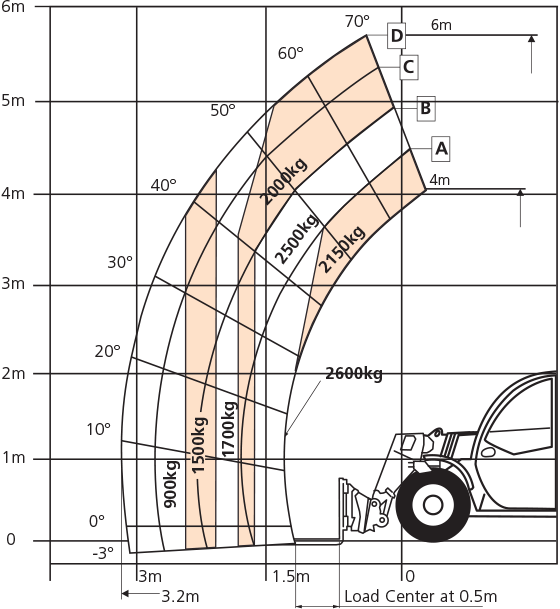 6m
70°
D
6m
60°
C
5m
50°
B
A
40°
4m
4m
2000kg
2500kg
2150kg
30°
3m
20°
2m
2600kg
10°
1m
900kg
1500kg
1700kg
0°
0
-3°
3m
1.5m
0
3.2m
Load Center at 0.5m